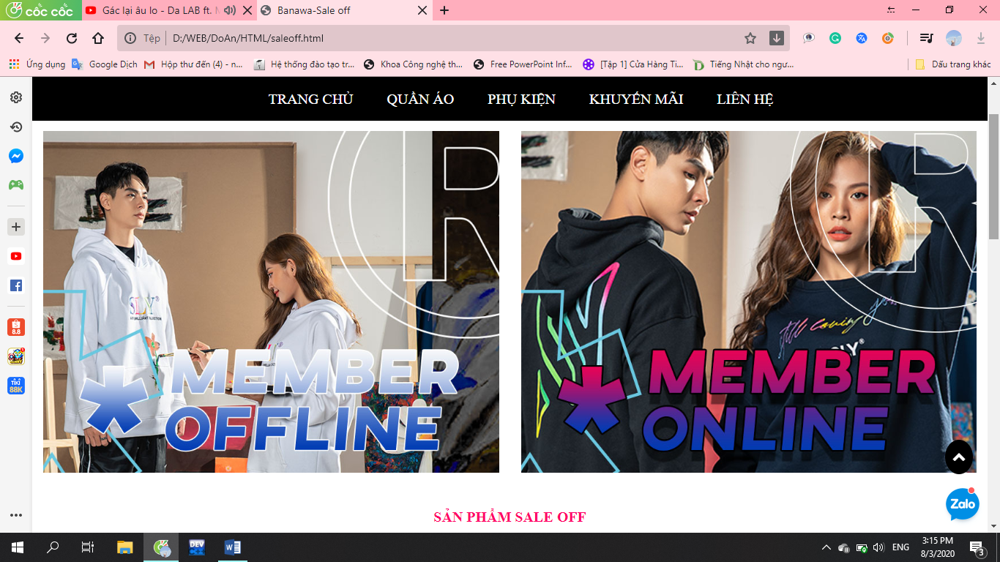 cốc cốc
Gác lại âu lo - Da LAB ft.
Banawa-Sale off
Tệp
D:/WEB/DoAn/HTML/saleoff.html
Ứng dụng
Google Dịch
Hộp thư đến (4) - n...
Hệ thống đào tạo tr...
Khoa Công nghệ th...
Free PowerPoint Inf...
[Tập 1] Cửa Hàng Ti...
Tiếng Nhật cho ngư...
Dấu trang khác
TRANG CHỦ
QUẦN ÁO
PHỤ KIỆN
KHUYẾN MÃI
LIÊN HỆ
R
MEMBER
OFFLINE
R
still loving you
MEMBER
ONLINE
S
8.8
TIKI
88K
Zalo
SẢN PHẨM SALE OFF
DEV
C++
W
ENG
3:15 PM
8/3/2020
3